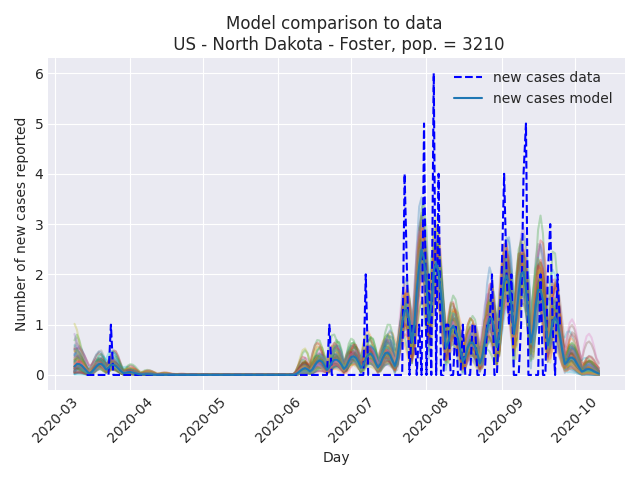 Model comparison to data
US - North Dakota - Foster, pop. = 3210
new cases data
new cases model
Number of new cases reported
6
5
4
3
2
1
0
2020-03
2020-04
2020-05
2020-06
2020-07
2020-08
2020-09
2020-10
Day